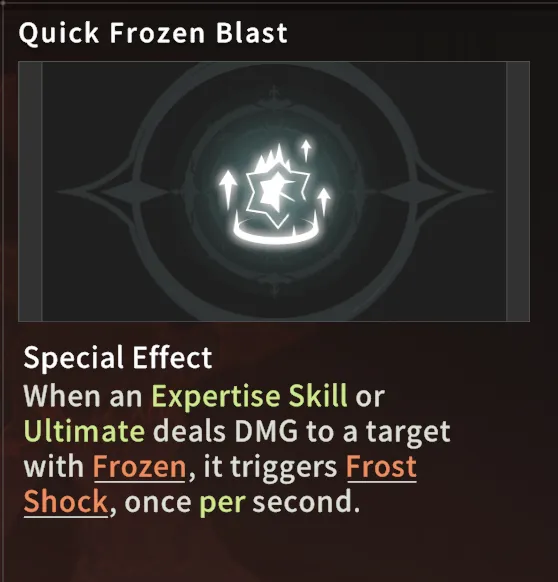 Quick Frozen Blast
Special Effect
When an Expertise Skill or
Ultimate deals DMG to a target
with Frozen, it triggers Frost
Shock, once per second.